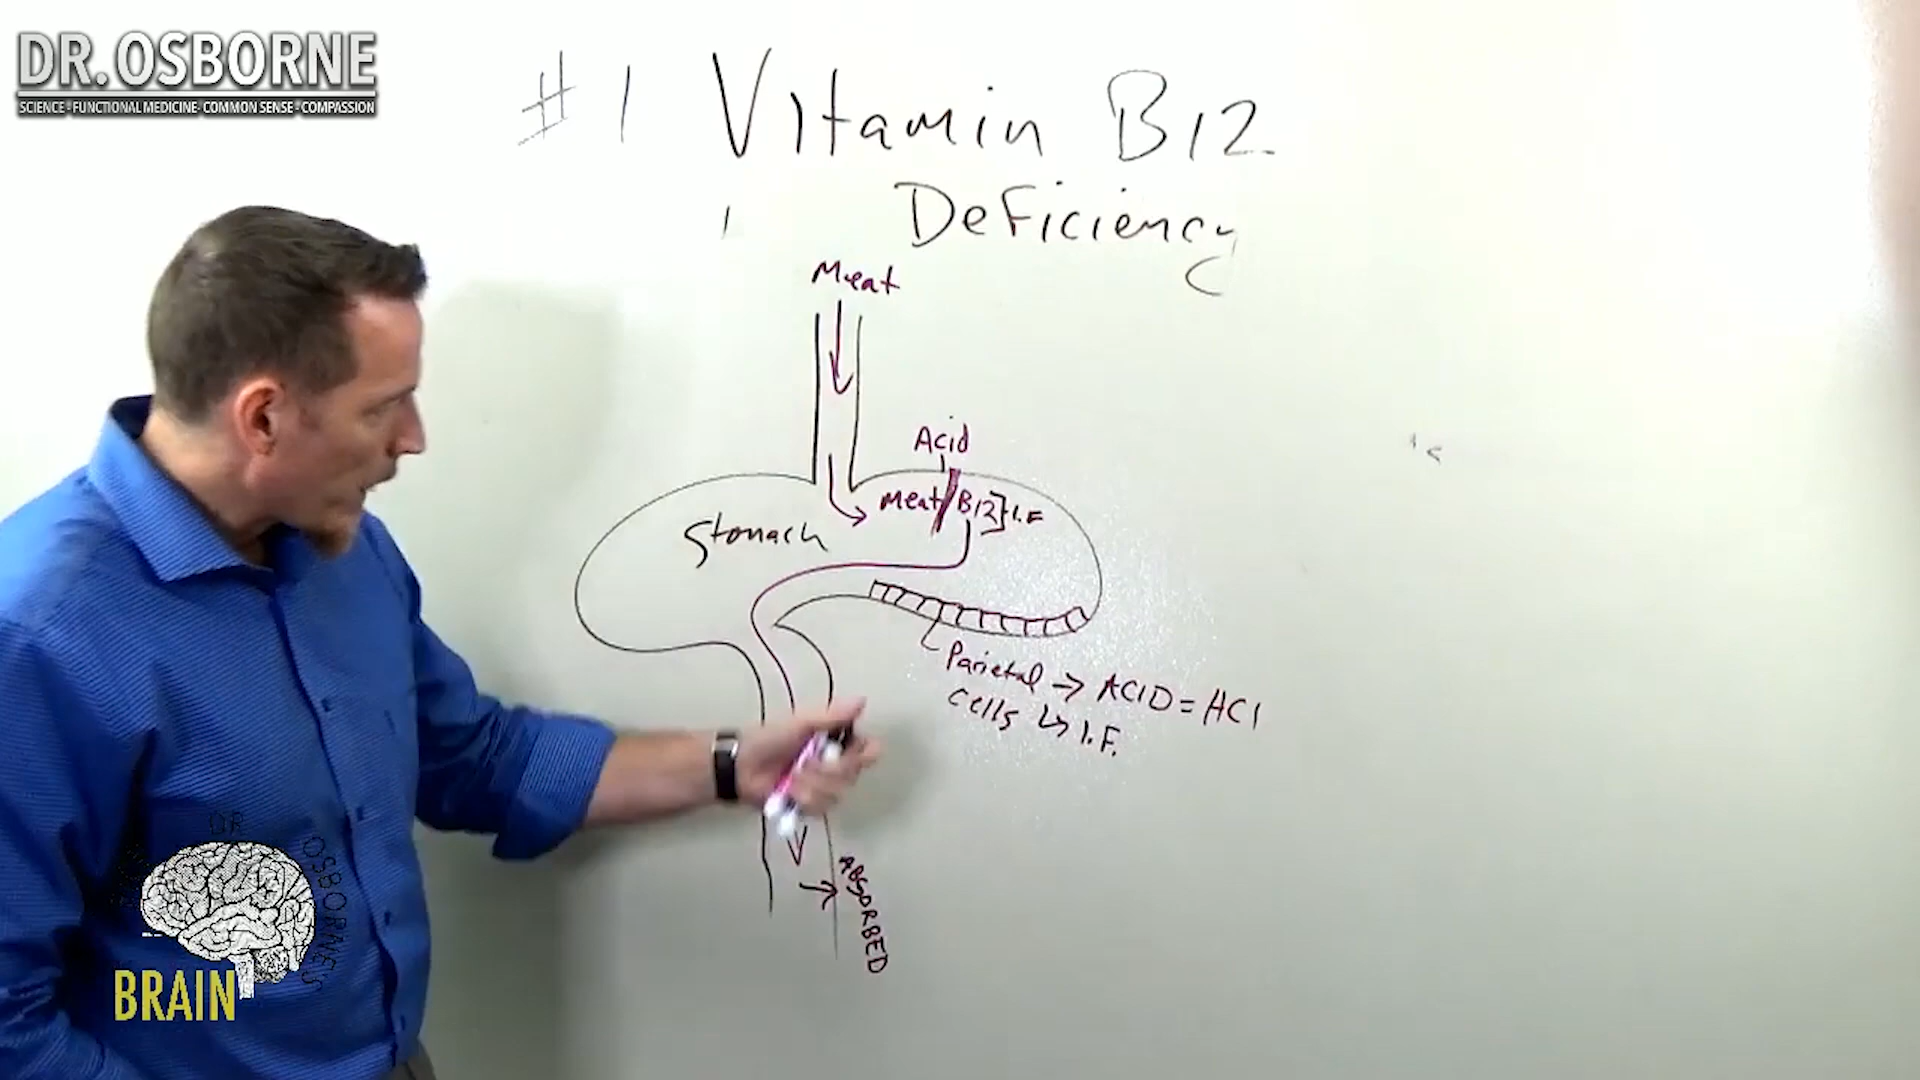 DR. OSBORNE
SCIENCE - FUNCTIONAL MEDICINE - COMMON SENSE - COMPASSION
#1 Vitamin B12
Deficiency
Meat
Acid
Meat/B12 } I.F
Stomach
Parietal → ACID = HCl
cells ↳ I.F.
ABSORBED
DR OSBORNE'S
BRAIN